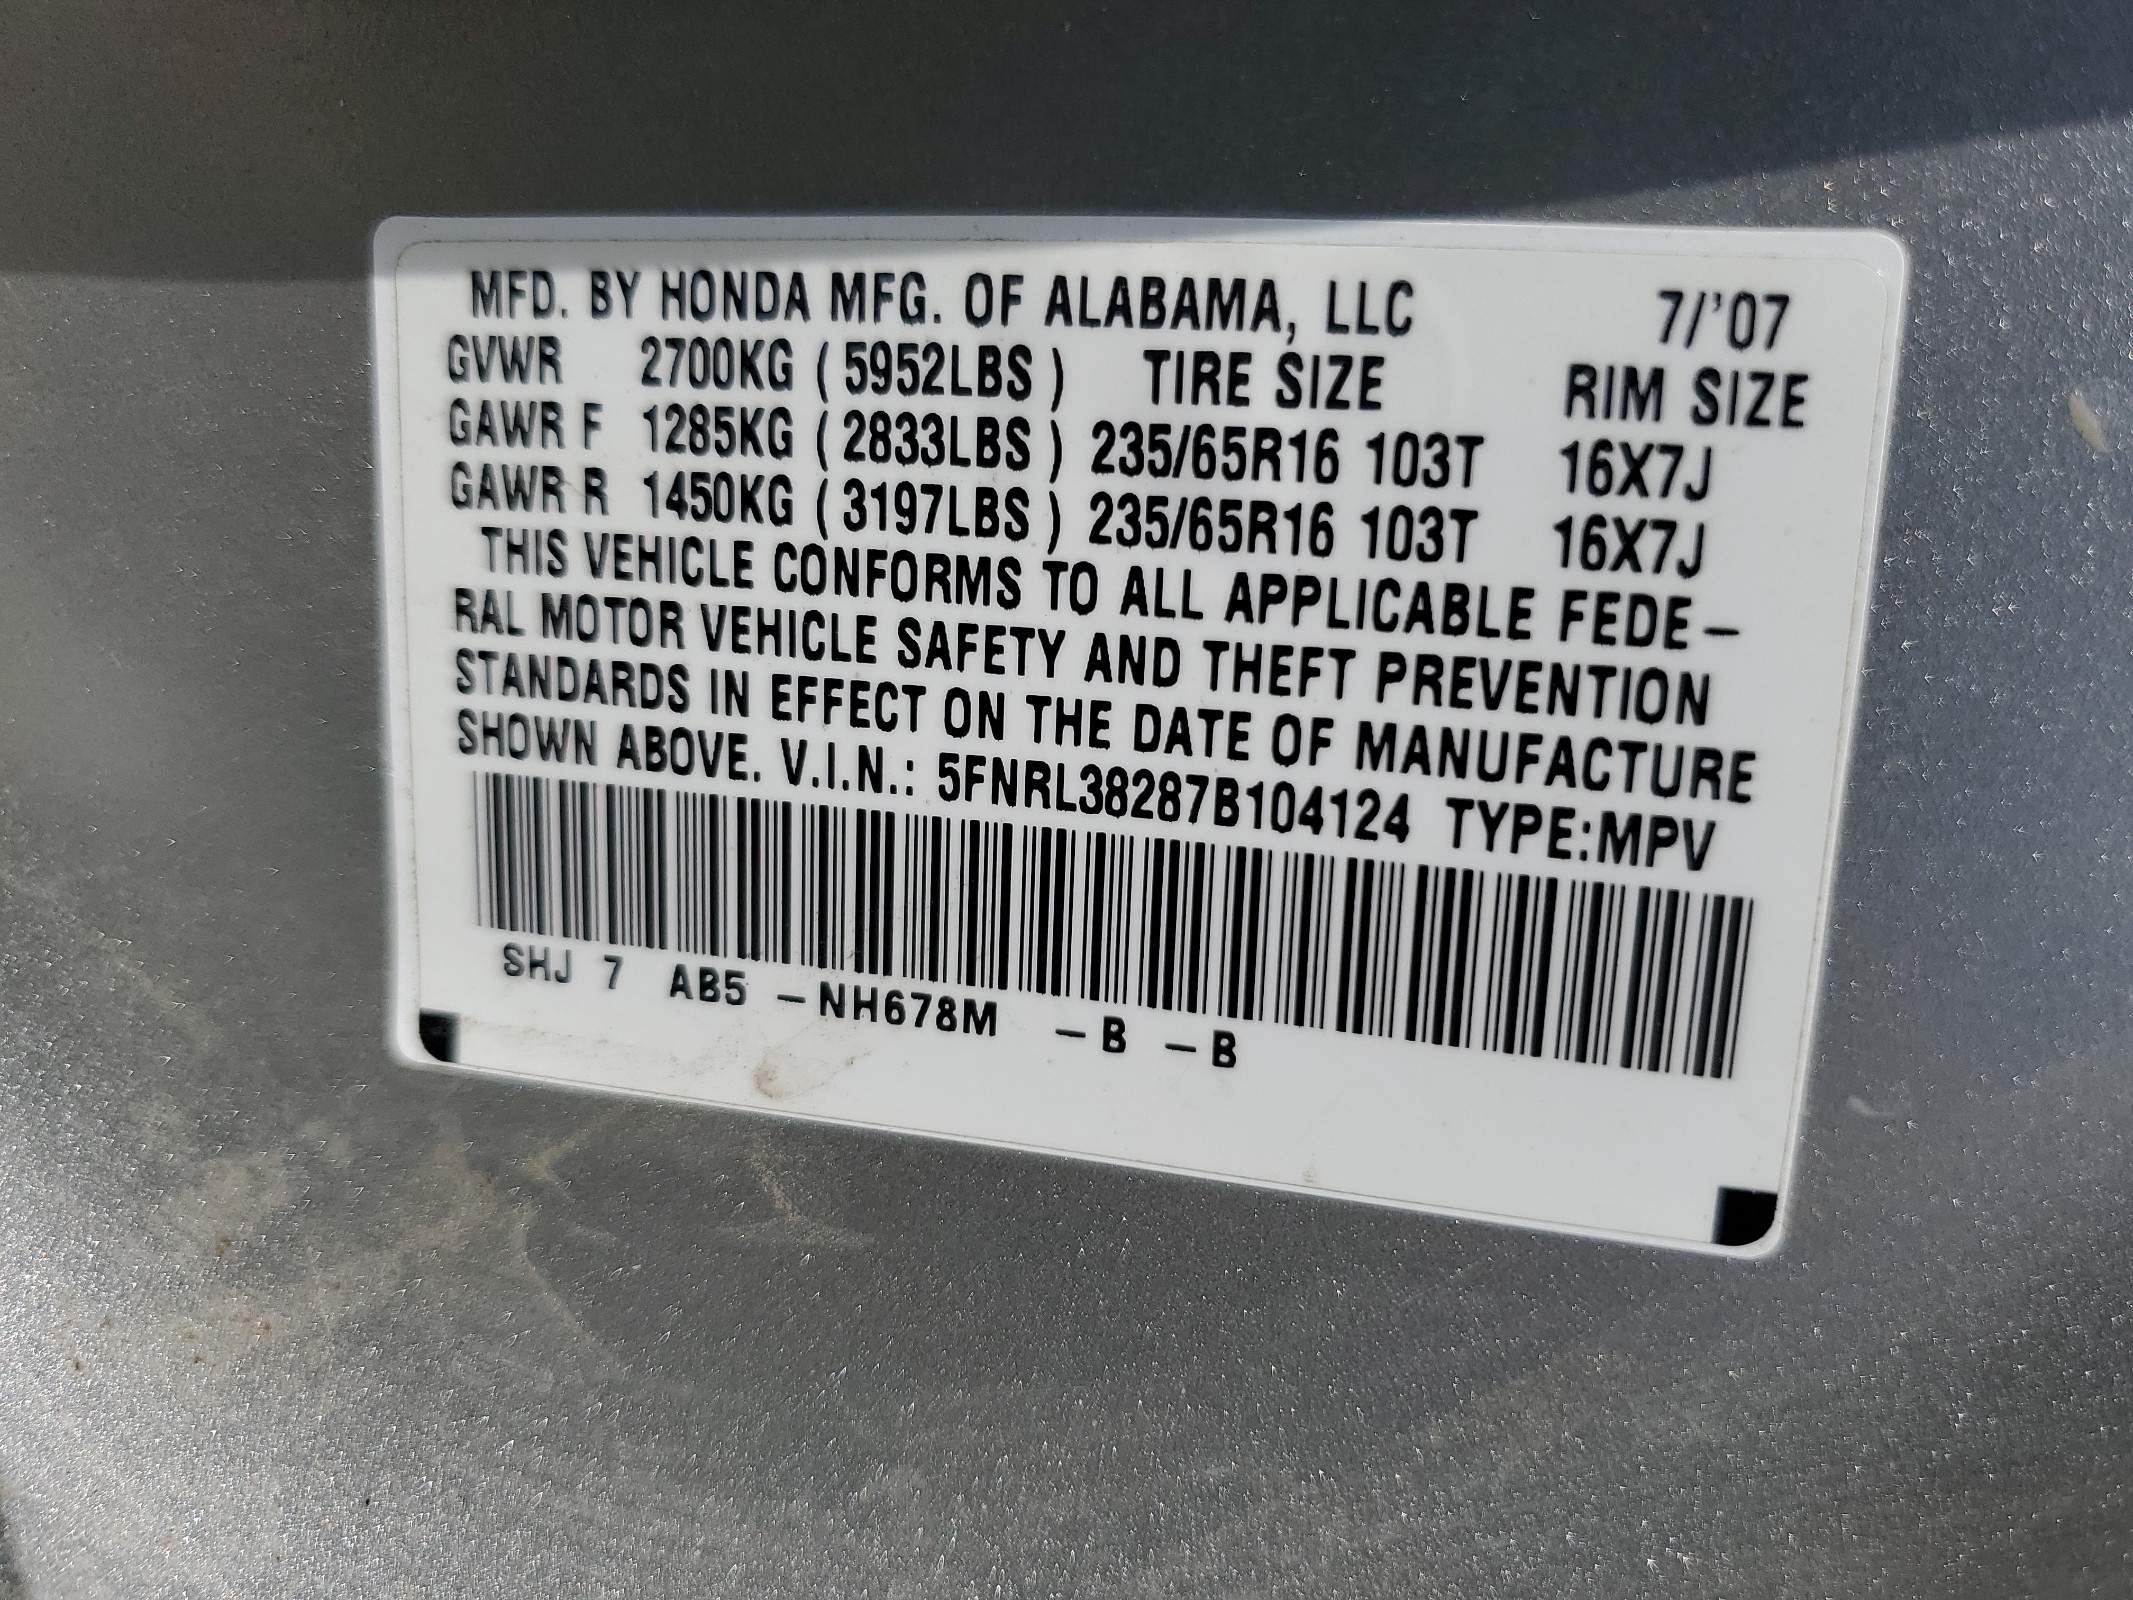 MFD. BY HONDA MFG. OF ALABAMA, LLC 7/'07
GVWR 2700KG ( 5952LBS ) TIRE SIZE RIM SIZE
GAWR F 1285KG ( 2833LBS ) 235/65R16 103T 16X7J
GAWR R 1450KG ( 3197LBS ) 235/65R16 103T 16X7J
THIS VEHICLE CONFORMS TO ALL APPLICABLE FEDE-
RAL MOTOR VEHICLE SAFETY AND THEFT PREVENTION
STANDARDS IN EFFECT ON THE DATE OF MANUFACTURE
SHOWN ABOVE. V.I.N.: 5FNRL38287B104124 TYPE:MPV
SHJ 7 AB5 -NH678M -B -B